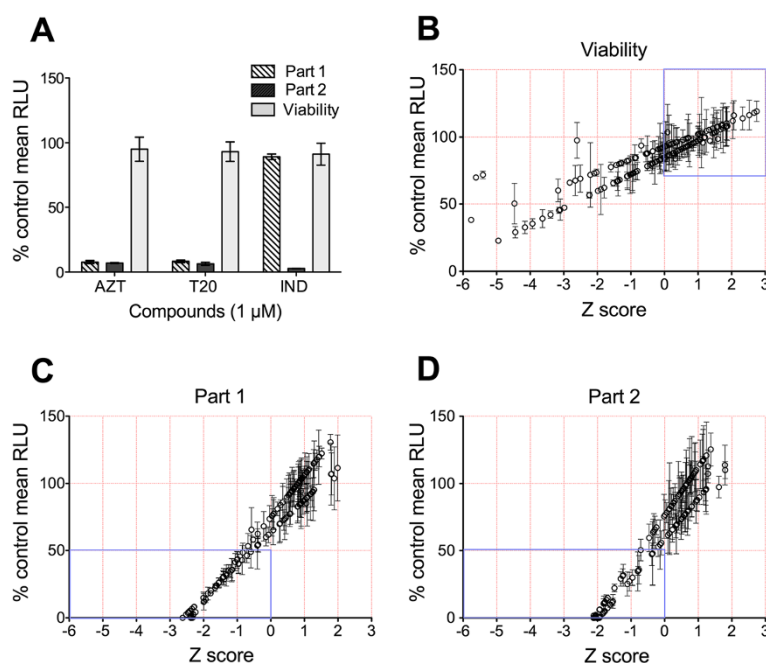 A
% control mean RLU
150
100
50
0
Part 1
Part 2
Viability
AZT
T20
IND
Compounds (1 µM)
B
Viability
% control mean RLU
150
100
50
0
-6 -5 -4 -3 -2 -1 0 1 2 3
Z score
C
Part 1
% control mean RLU
150
100
50
0
-6 -5 -4 -3 -2 -1 0 1 2 3
Z score
D
Part 2
% control mean RLU
150
100
50
0
-6 -5 -4 -3 -2 -1 0 1 2 3
Z score